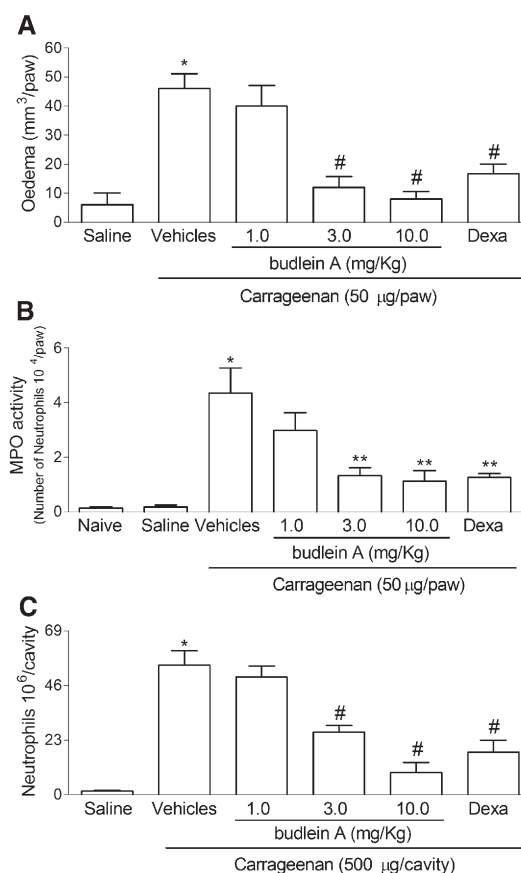 A
Oedema (mm³/paw)
60
50
40
30
20
10
0
*
#
#
#
Saline Vehicles 1.0 3.0 10.0 Dexa
budlein A (mg/Kg)
Carrageenan (50 µg/paw)
B
MPO activity
(Number of Neutrophils 10 ⁴/paw)
6
4
2
0
*
**
**
**
Naive Saline Vehicles 1.0 3.0 10.0 Dexa
budlein A (mg/Kg)
Carrageenan (50 µg/paw)
C
Neutrophils 10⁶/cavity
69
46
23
0
*
#
#
#
Saline Vehicles 1.0 3.0 10.0 Dexa
budlein A (mg/Kg)
Carrageenan (500 µg/cavity)